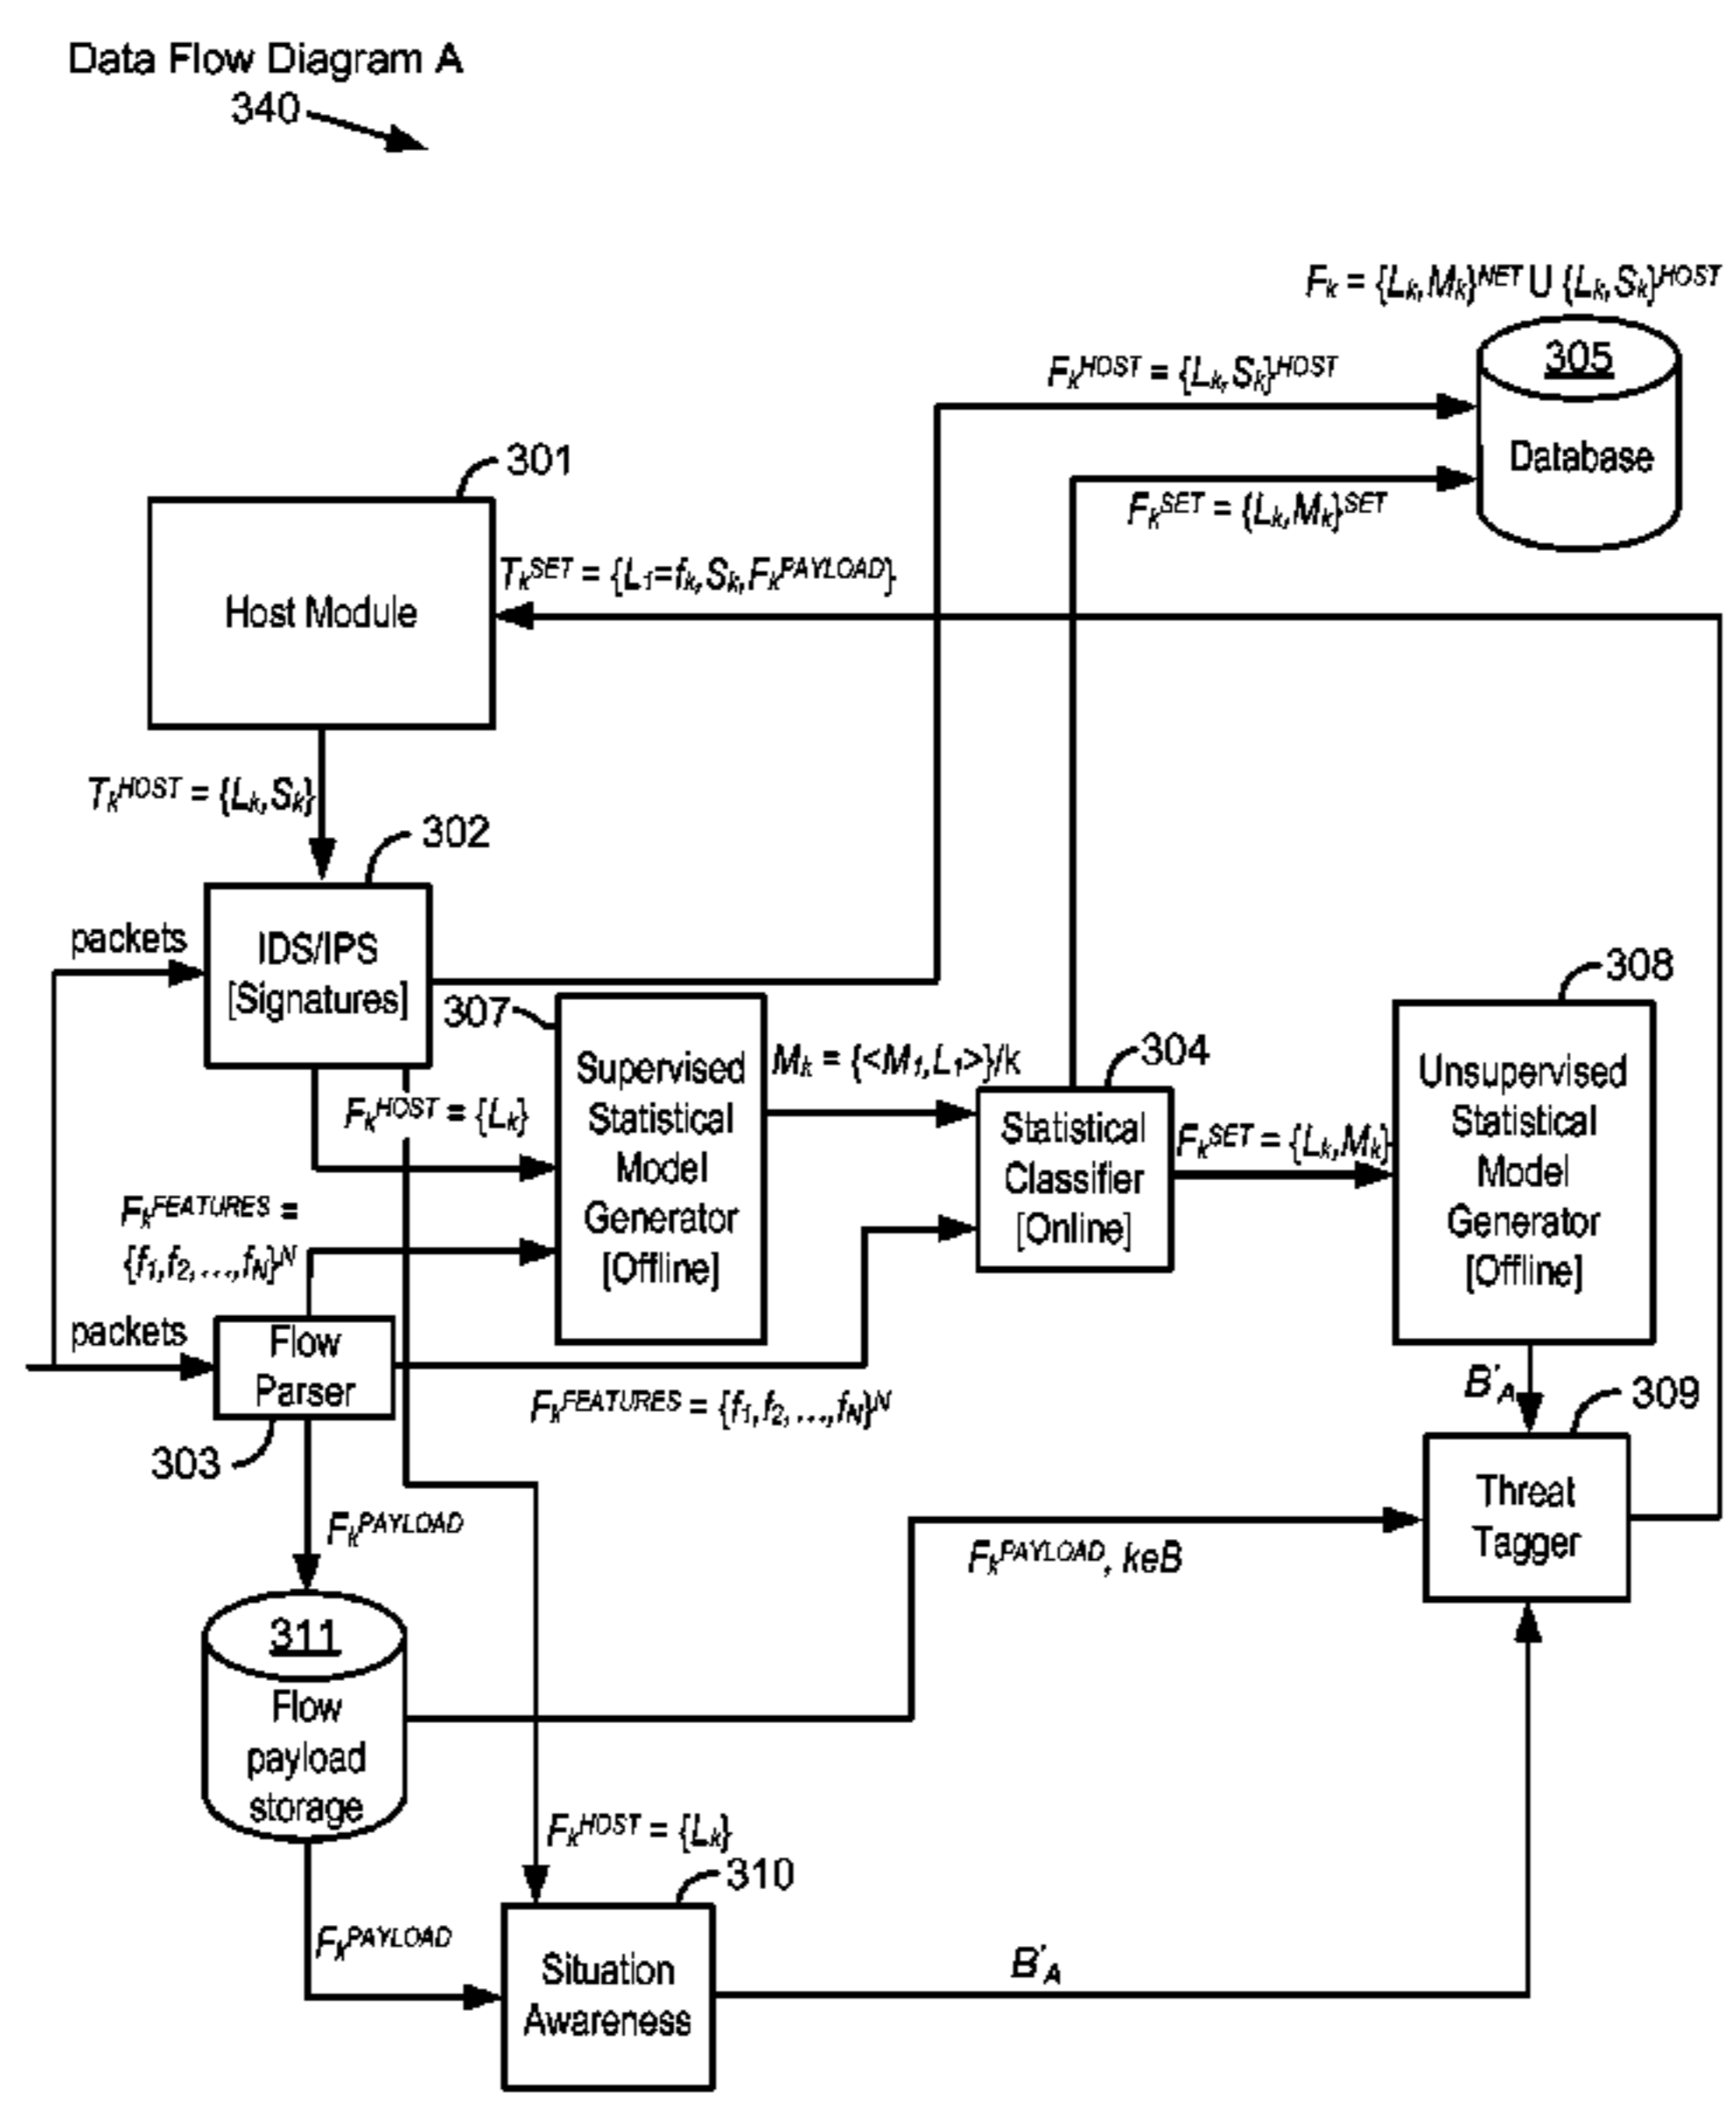 Data Flow Diagram A
340
Fₖ = {Lₖ,Mₖ}ᴺᴱᵀ U {Lₖ,Sₖ}ᴴᴼˢᵀ
305
Database
Fₖᴴᴼˢᵀ = {Lₖ,Sₖ}ᴴᴼˢᵀ
Fₖˢᴱᵀ = {Lₖ,Mₖ}ˢᴱᵀ
301
Host Module
Tₖˢᴱᵀ = {L₁=fₖ,Sₖ,Fₖᴾᴬʸᴸᴼᴬᴰ}
Tₖᴴᴼˢᵀ = {Lₖ,Sₖ}
302
packets
IDS/IPS
[Signatures]
307
Supervised
Statistical
Model
Generator
[Offline]
Mₖ = {<M₁,L₁>}/k
304
Statistical
Classifier
[Online]
308
Unsupervised
Statistical
Model
Generator
[Offline]
Fₖˢᴱᵀ = {Lₖ,Mₖ}
Fₖᴴᴼˢᵀ = {Lₖ}
Fₖᶠᴱᴬᵀᵁᴿᴱˢ =
{f₁,f₂,...,f_N}ᴺ
packets
Flow
Parser
303
Fₖᶠᴱᴬᵀᵁᴿᴱˢ = {f₁,f₂,...,f_N}ᴺ
B'_A
309
Threat
Tagger
Fₖᴾᴬʸᴸᴼᴬᴰ
Fₖᴾᴬʸᴸᴼᴬᴰ, keB
311
Flow
payload
storage
Fₖᴴᴼˢᵀ = {Lₖ}
310
Fₖᴾᴬʸᴸᴼᴬᴰ
Situation
Awareness
B'_A